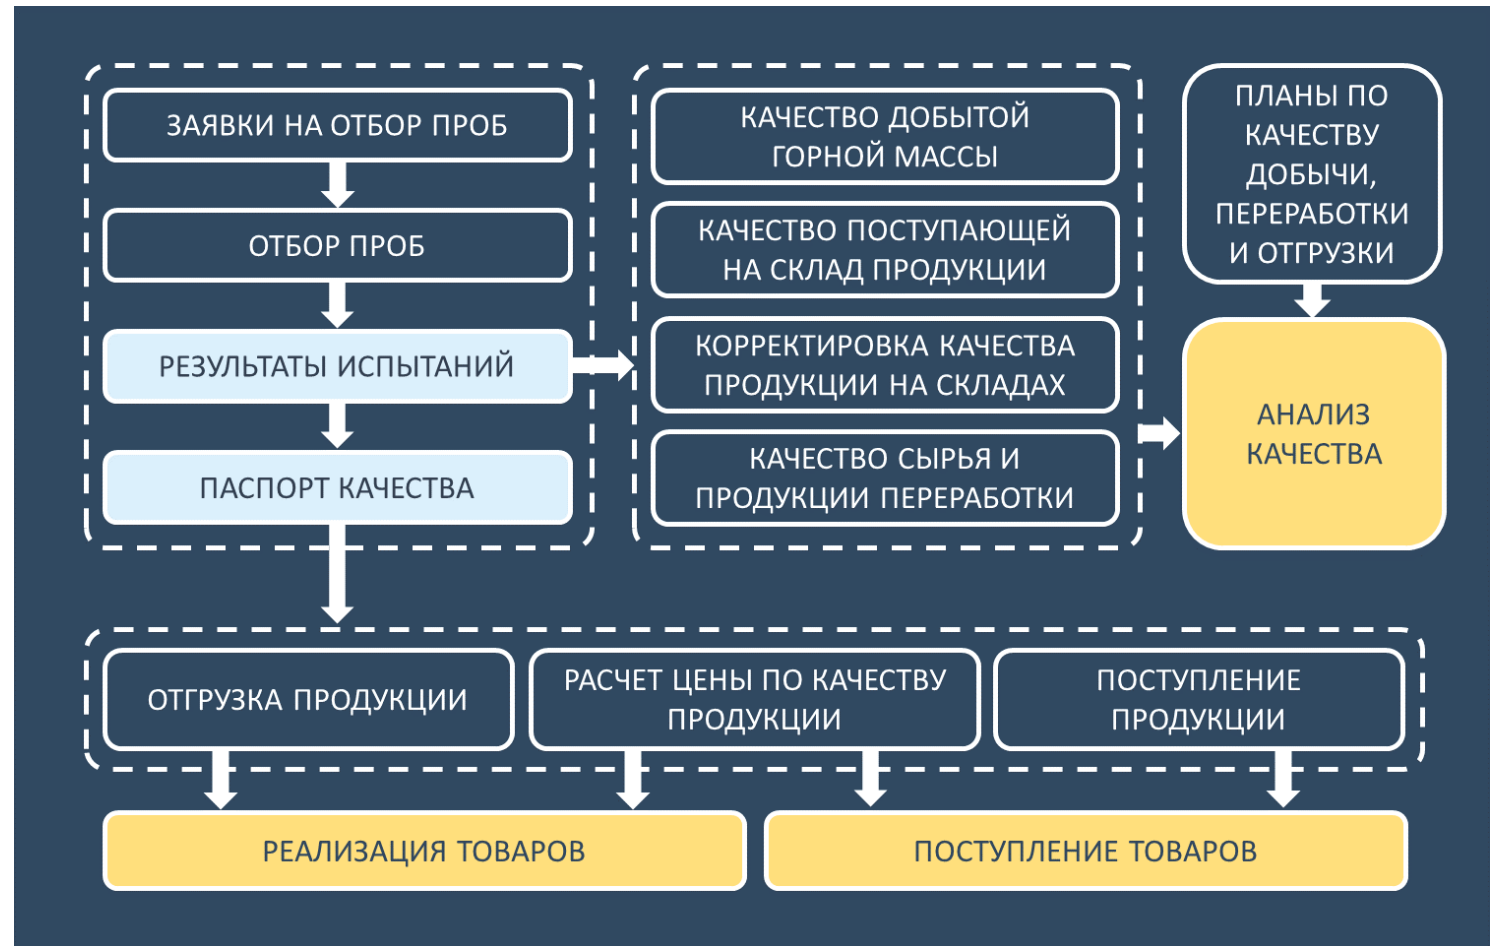 ЗАЯВКИ НА ОТБОР ПРОБ
ОТБОР ПРОБ
РЕЗУЛЬТАТЫ ИСПЫТАНИЙ
ПАСПОРТ КАЧЕСТВА
КАЧЕСТВО ДОБЫТОЙ
ГОРНОЙ МАССЫ
КАЧЕСТВО ПОСТУПАЮЩЕЙ
НА СКЛАД ПРОДУКЦИИ
КОРРЕКТИРОВКА КАЧЕСТВА
ПРОДУКЦИИ НА СКЛАДАХ
КАЧЕСТВО СЫРЬЯ И
ПРОДУКЦИИ ПЕРЕРАБОТКИ
ПЛАНЫ ПО
КАЧЕСТВУ
ДОБЫЧИ,
ПЕРЕРАБОТКИ
И ОТГРУЗКИ
АНАЛИЗ
КАЧЕСТВА
ОТГРУЗКА ПРОДУКЦИИ
РАСЧЕТ ЦЕНЫ ПО КАЧЕСТВУ
ПРОДУКЦИИ
ПОСТУПЛЕНИЕ
ПРОДУКЦИИ
РЕАЛИЗАЦИЯ ТОВАРОВ
ПОСТУПЛЕНИЕ ТОВАРОВ